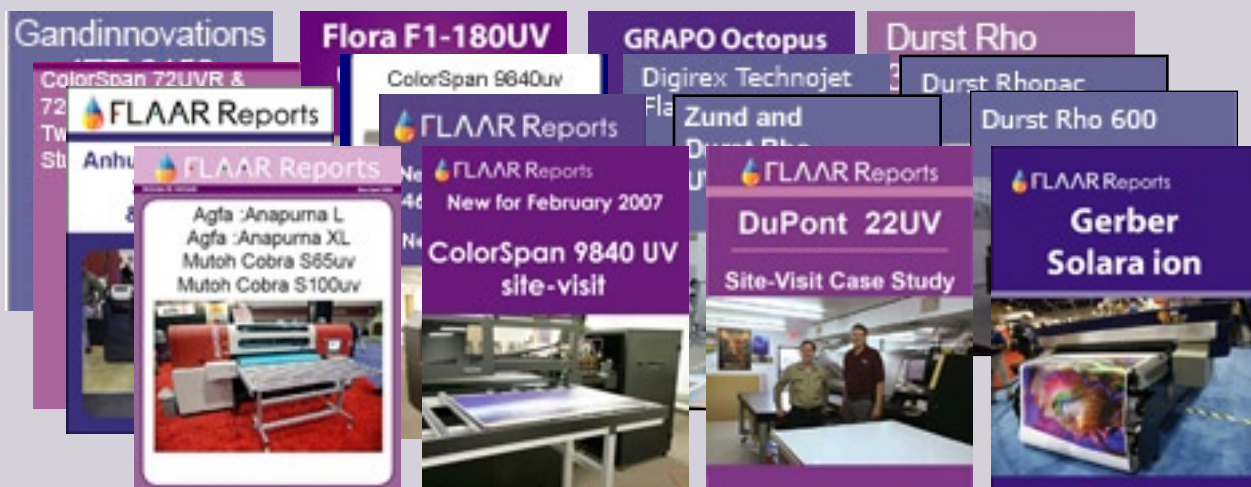 Gandinnovations
Flora F1-180UV
GRAPO Octopus
Durst Rho
ColorSpan 72UVR &
72
ColorSpan 9840uv
Digirex Technojet
Durst Rhopac
FLAAR Reports
FLAAR Reports
Zund and
Durst Rho
Durst Rho 600
FLAAR Reports
Agfa :Anapurna L
Agfa :Anapurna XL
Mutoh Cobra S65uv
Mutoh Cobra S100uv
FLAAR Reports
New for February 2007
ColorSpan 9840 UV
site-visit
FLAAR Reports
DuPont 22UV
Site-Visit Case Study
FLAAR Reports
Gerber
Solara ion